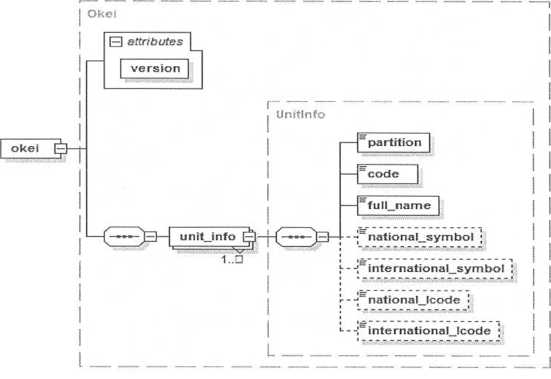 Okei
attributes
version
UnitInfo
okei
partition
code
full_name
unit_info
national_symbol
1..
international_symbol
national_lcode
international_lcode